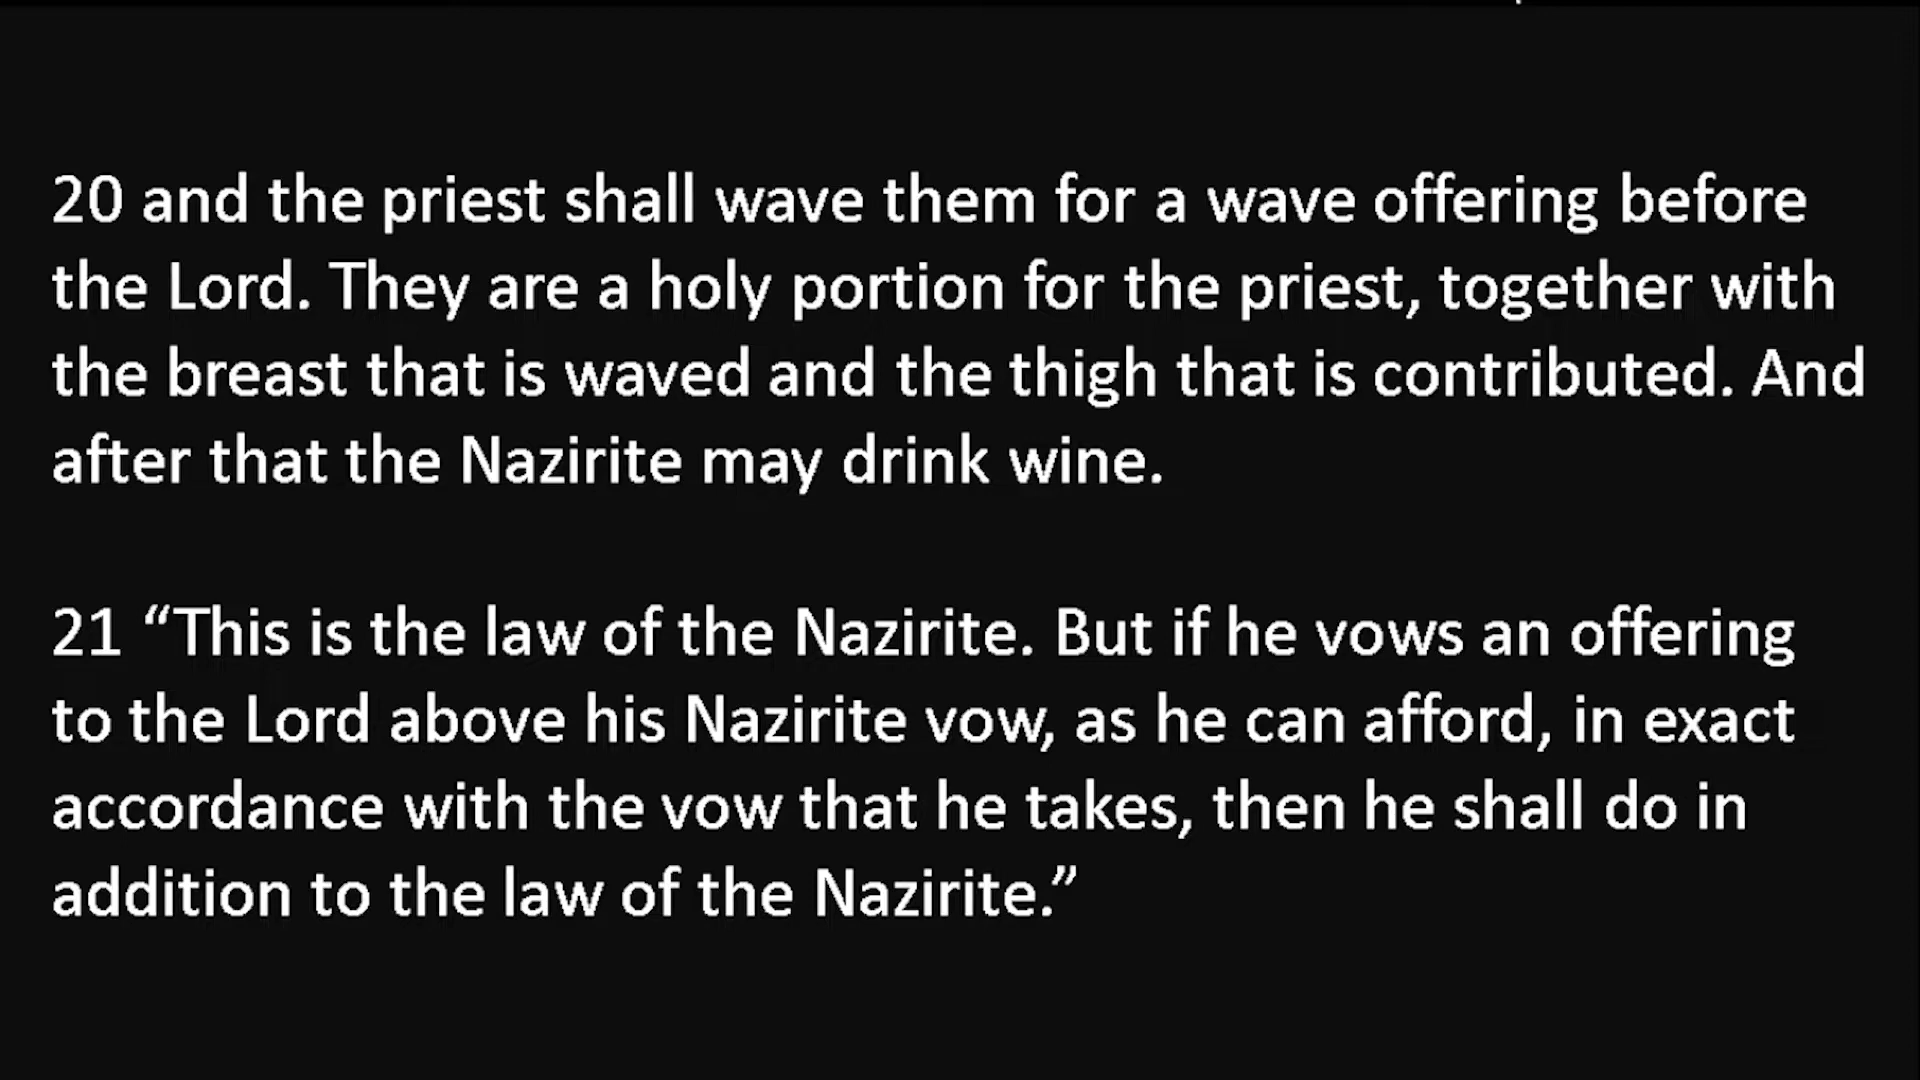 20 and the priest shall wave them for a wave offering before
the Lord. They are a holy portion for the priest, together with
the breast that is waved and the thigh that is contributed. And
after that the Nazirite may drink wine.
21 “This is the law of the Nazirite. But if he vows an offering
to the Lord above his Nazirite vow, as he can afford, in exact
accordance with the vow that he takes, then he shall do in
addition to the law of the Nazirite.”